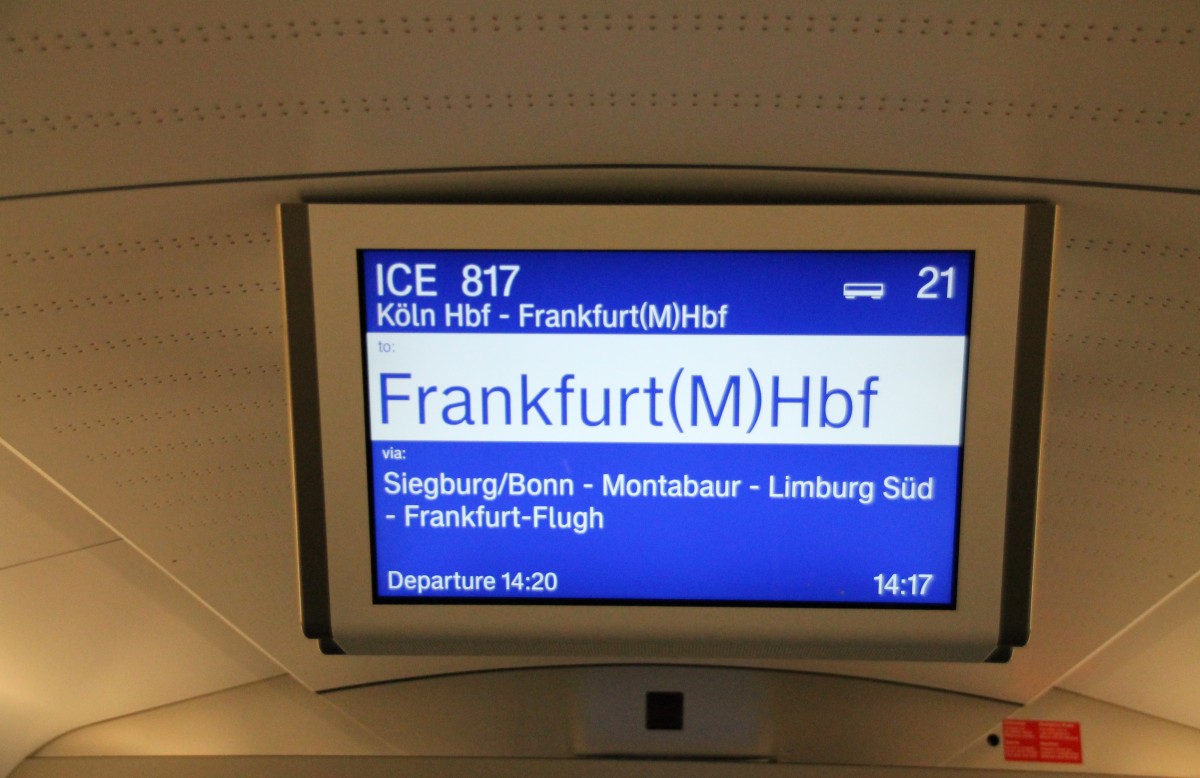 ICE 817
21
Köln Hbf - Frankfurt(M)Hbf
to:
Frankfurt(M)Hbf
via:
Siegburg/Bonn - Montabaur - Limburg Süd
- Frankfurt-Flugh
Departure 14:20
14:17